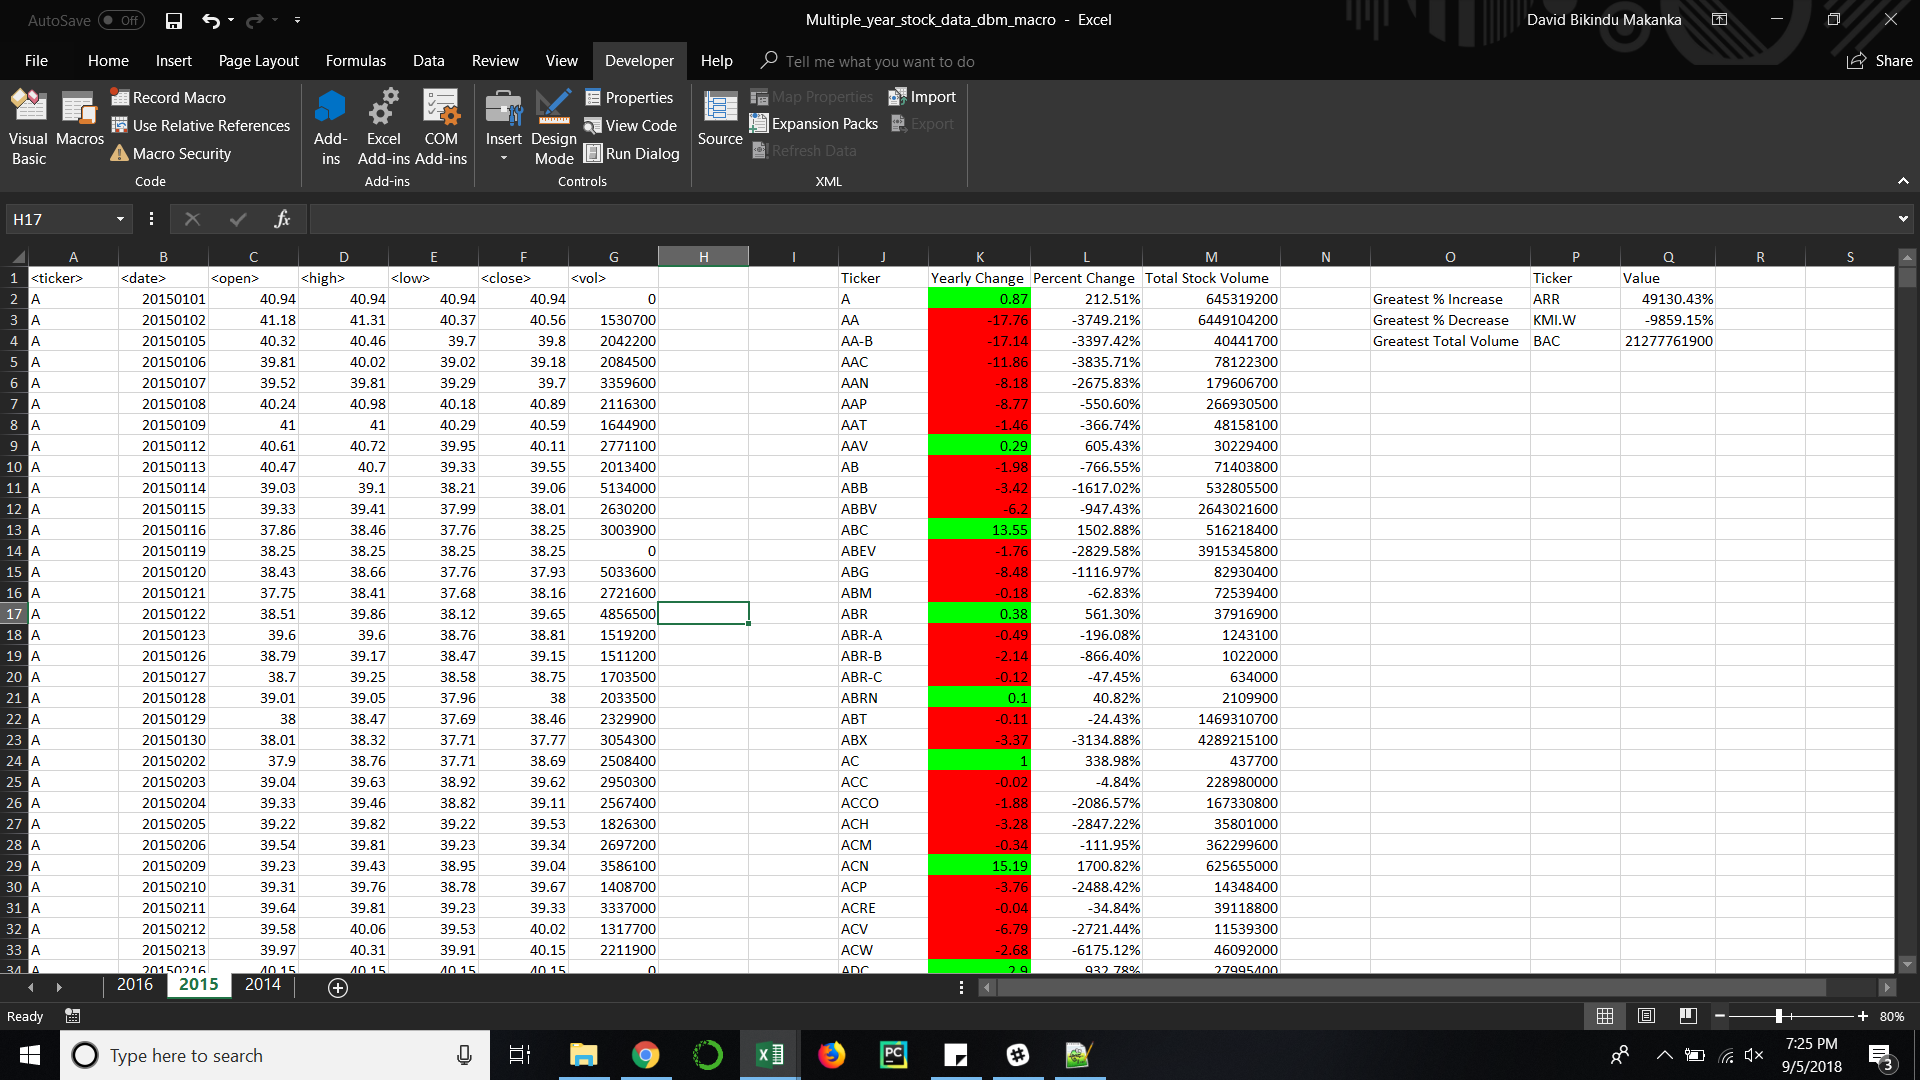 AutoSave Off Multiple_year_stock_data_dbm_macro - Excel David Bikindu Makanka
File Home Insert Page Layout Formulas Data Review View Developer Help Tell me what you want to do Share
Visual Basic Macros Record Macro Use Relative References Macro Security Code
Add-ins Excel Add-ins COM Add-ins Add-ins
Insert Design Mode Properties View Code Run Dialog Controls
Source Map Properties Expansion Packs Refresh Data Import Export XML
H17 fx
A B C D E F G H I J K L M N O P Q R S
1 <ticker> <date> <open> <high> <low> <close> <vol> Ticker Yearly Change Percent Change Total Stock Volume Ticker Value
2 A 20150101 40.94 40.94 40.94 40.94 0 A 0.87 212.51% 645319200 Greatest % Increase ARR 49130.43%
3 A 20150102 41.18 41.31 40.37 40.56 1530700 AA -17.76 -3749.21% 6449104200 Greatest % Decrease KMI.W -9859.15%
4 A 20150105 40.32 40.46 39.7 39.8 2042200 AA-B -17.14 -3397.42% 40441700 Greatest Total Volume BAC 21277761900
5 A 20150106 39.81 40.02 39.02 39.18 2084500 AAC -11.86 -3835.71% 78122300
6 A 20150107 39.52 39.81 39.29 39.7 3359600 AAN -8.18 -2675.83% 179606700
7 A 20150108 40.24 40.98 40.18 40.89 2116300 AAP -8.77 -550.60% 266930500
8 A 20150109 41 41 40.29 40.59 1644900 AAT -1.46 -366.74% 48158100
9 A 20150112 40.61 40.72 39.95 40.11 2771100 AAV 0.29 605.43% 30229400
10 A 20150113 40.47 40.7 39.33 39.55 2013400 AB -1.98 -766.55% 71403800
11 A 20150114 39.03 39.1 38.21 39.06 5134000 ABB -3.42 -1617.02% 532805500
12 A 20150115 39.33 39.41 37.99 38.01 2630200 ABBV -6.2 -947.43% 2643021600
13 A 20150116 37.86 38.46 37.76 38.25 3003900 ABC 13.55 1502.88% 516218400
14 A 20150119 38.25 38.25 38.25 38.25 0 ABEV -1.76 -2829.58% 3915345800
15 A 20150120 38.43 38.66 37.76 37.93 5033600 ABG -8.48 -1116.97% 82930400
16 A 20150121 37.75 38.41 37.68 38.16 2721600 ABM -0.18 -62.83% 72539400
17 A 20150122 38.51 39.86 38.12 39.65 4856500 ABR 0.38 561.30% 37916900
18 A 20150123 39.6 39.6 38.76 38.81 1519200 ABR-A -0.49 -196.08% 1243100
19 A 20150126 38.79 39.17 38.47 39.15 1511200 ABR-B -2.14 -866.40% 1022000
20 A 20150127 38.7 39.25 38.58 38.75 1703500 ABR-C -0.12 -47.45% 634000
21 A 20150128 39.01 39.05 37.96 38 2033500 ABRN 0.1 40.82% 2109900
22 A 20150129 38 38.47 37.69 38.46 2329900 ABT -0.11 -24.43% 1469310700
23 A 20150130 38.01 38.32 37.71 37.77 3054300 ABX -3.37 -3134.88% 4289215100
24 A 20150202 37.9 38.76 37.71 38.69 2508400 AC 1 338.98% 437700
25 A 20150203 39.04 39.63 38.92 39.62 2950300 ACC -0.02 -4.84% 228980000
26 A 20150204 39.33 39.46 38.82 39.11 2567400 ACCO -1.88 -2086.57% 167330800
27 A 20150205 39.22 39.82 39.22 39.53 1826300 ACH -3.28 -2847.22% 35801000
28 A 20150206 39.54 39.81 39.23 39.34 2697200 ACM -0.34 -111.95% 362299600
29 A 20150209 39.23 39.43 38.95 39.04 3586100 ACN 15.19 1700.82% 625655000
30 A 20150210 39.31 39.76 38.78 39.67 1408700 ACP -3.76 -2488.42% 14348400
31 A 20150211 39.64 39.81 39.23 39.33 3337000 ACRE -0.04 -34.84% 39118800
32 A 20150212 39.58 40.06 39.53 40.02 1317700 ACV -6.79 -2721.44% 11539300
33 A 20150213 39.97 40.31 39.91 40.15 2211900 ACW -2.68 -6175.12% 46092000
34 A 20150216 40.15 40.15 40.15 40.15 0 ADC 2.9 932.78% 27995400
2016 2015 2014
Ready 80%
Type here to search PC 7:25 PM
9/5/2018 3